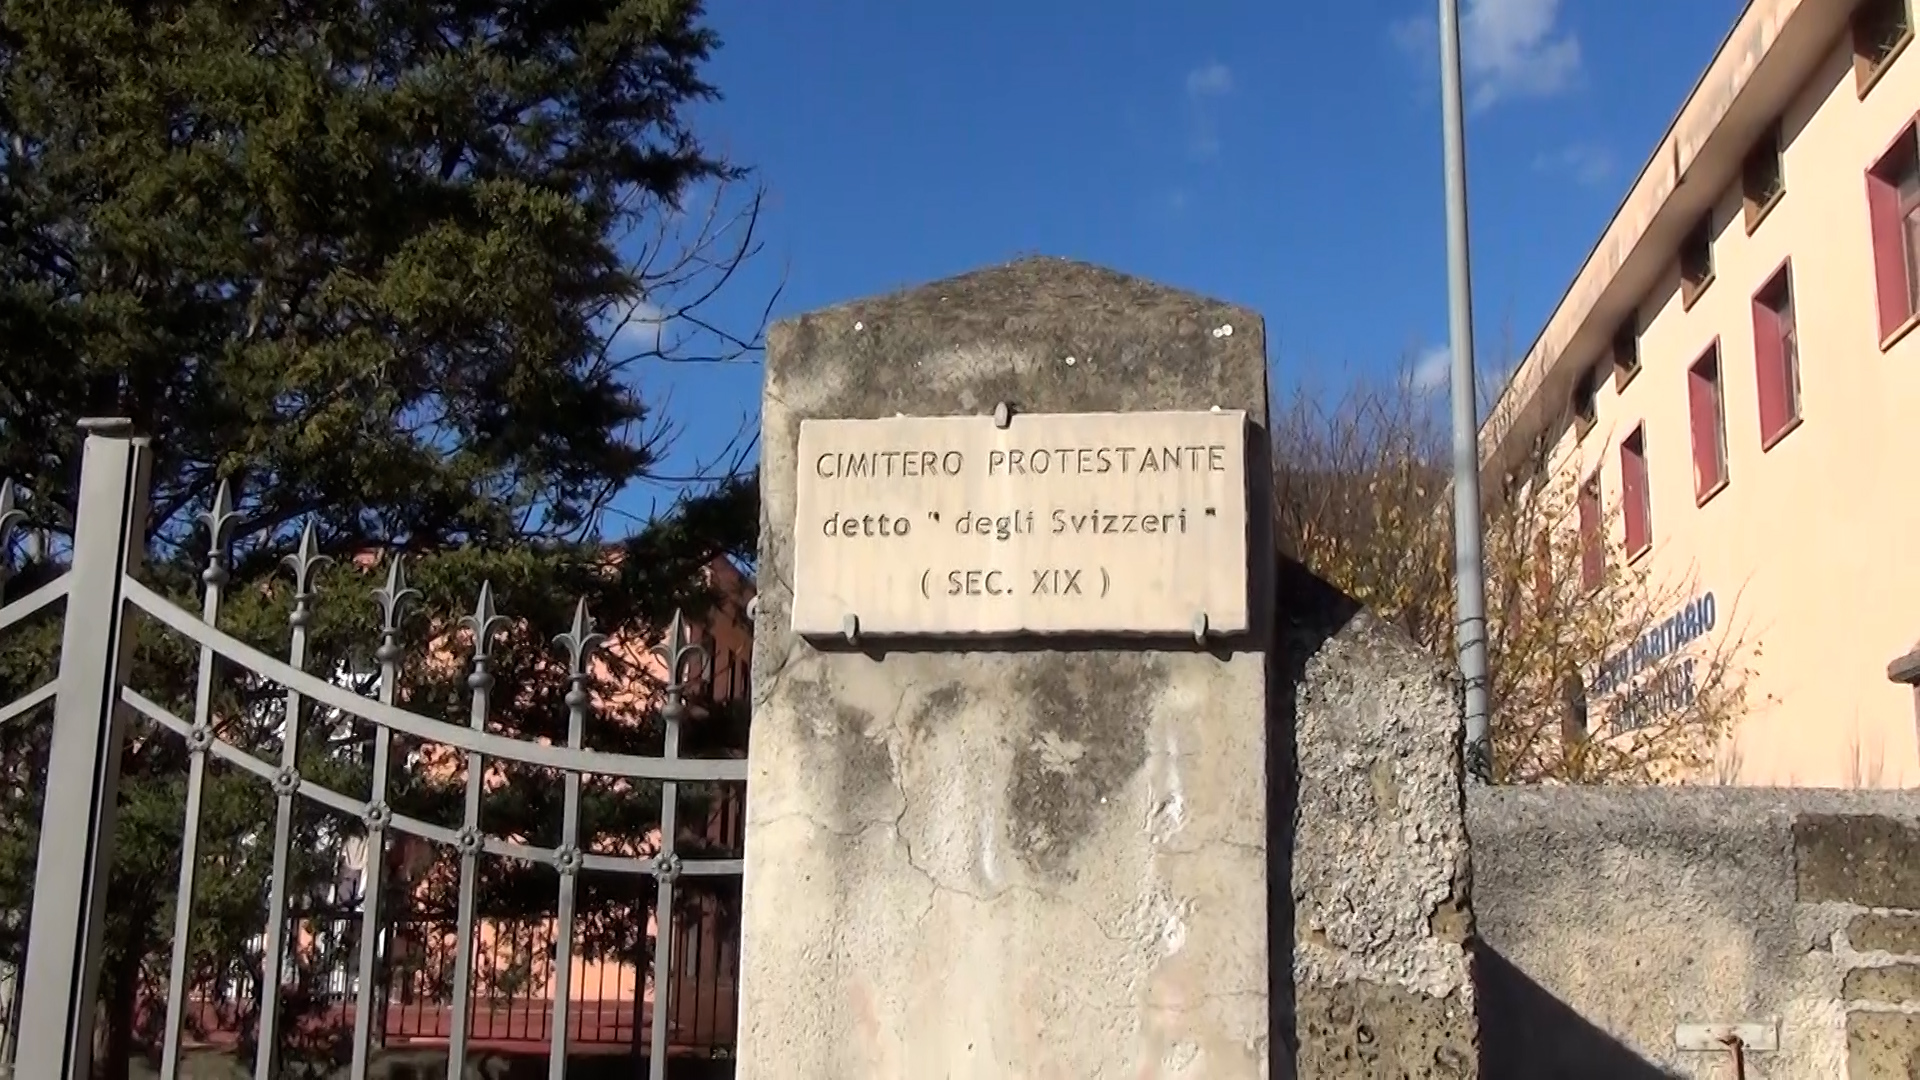 CIMITERO PROTESTANTE
detto " degli Svizzeri "
( SEC. XIX )